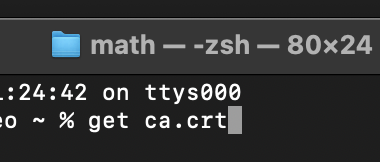 math — -zsh — 80×24
:24:42 on ttys000
eo ~ % get ca.crt